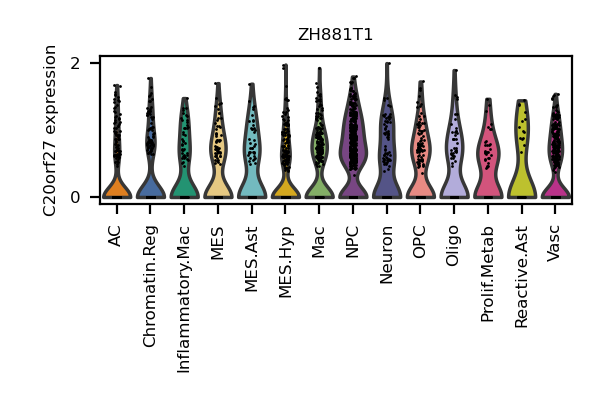 ZH881T1
C20orf27 expression
2
0
AC
Chromatin.Reg
Inflammatory.Mac
MES
MES.Ast
MES.Hyp
Mac
NPC
Neuron
OPC
Oligo
Prolif.Metab
Reactive.Ast
Vasc